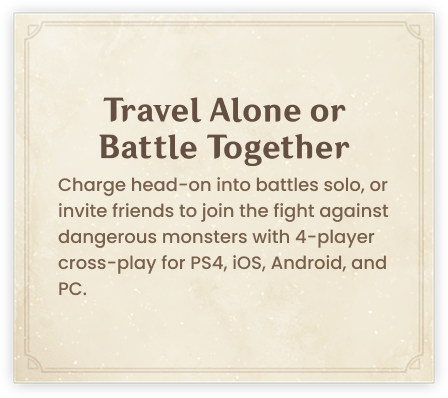 Travel Alone or
Battle Together
Charge head-on into battles solo, or
invite friends to join the fight against
dangerous monsters with 4-player
cross-play for PS4, iOS, Android, and
PC.